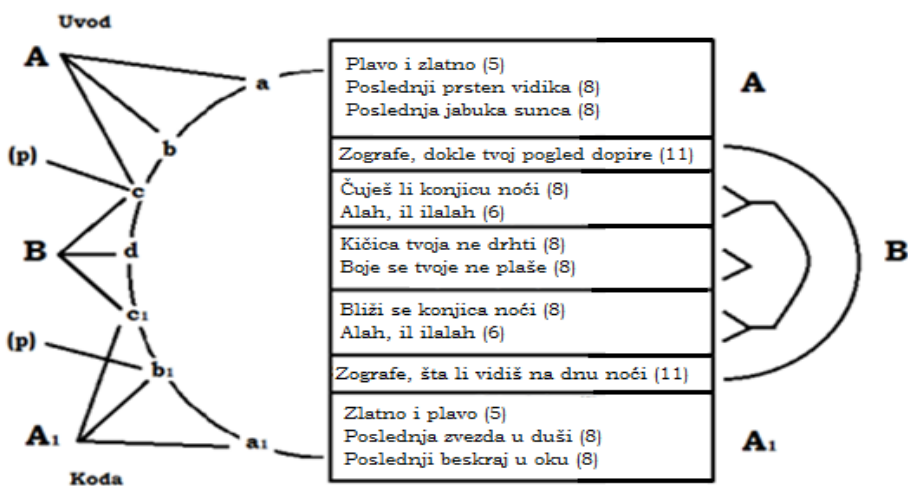 Uvod
A
a
b
(p)
c
B
d
c1
(p)
b1
A1
a1
Koda
Plavo i zlatno (5)
Poslednji prsten vidika (8)
Poslednja jabuka sunca (8)
Zografe, dokle tvoj pogled dopire (11)
Čuješ li konjicu noći (8)
Alah, il ilalah (6)
Kičica tvoja ne drhti (8)
Boje se tvoje ne plaše (8)
Bliži se konjica noći (8)
Alah, il ilalah (6)
Zografe, šta li vidiš na dnu noći (11)
Zlatno i plavo (5)
Poslednja zvezda u duši (8)
Poslednji beskraj u oku (8)
A
B
A1